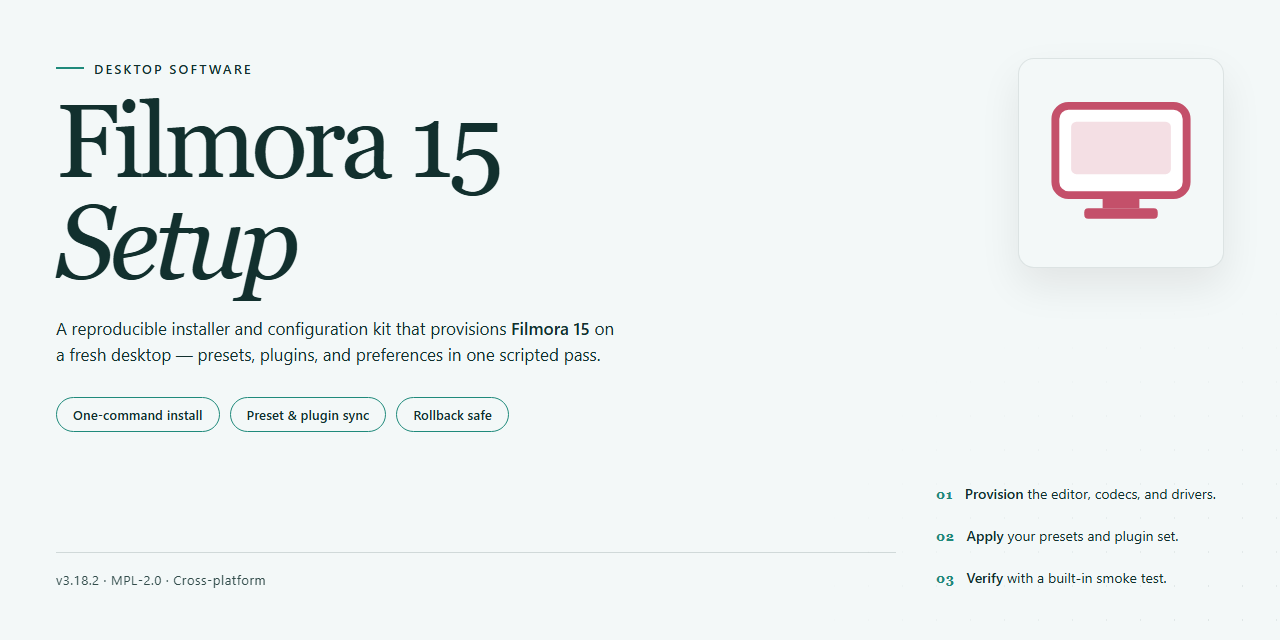 DESKTOP SOFTWARE
Filmora 15
Setup
A reproducible installer and configuration kit that provisions Filmora 15 on
a fresh desktop — presets, plugins, and preferences in one scripted pass.
One-command install
Preset & plugin sync
Rollback safe
01 Provision the editor, codecs, and drivers.
02 Apply your presets and plugin set.
03 Verify with a built-in smoke test.
v3.18.2 · MPL-2.0 · Cross-platform